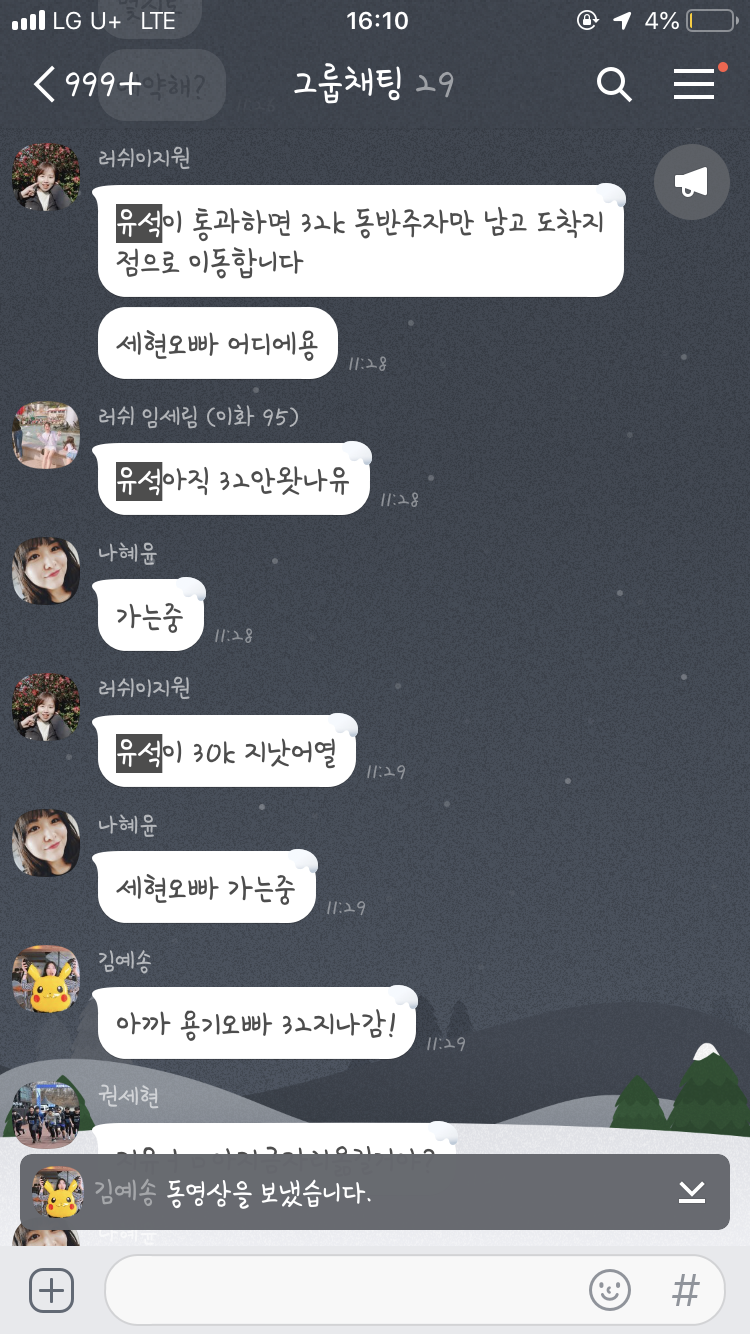 LG U+ LTE 16:10 4%
999+ 그룹채팅 29
약해?
러쉬이지원
유석이 통과하면 32k 동반주자만 남고 도착지
점으로 이동합니다
세현오빠 어디에용
11:28
러쉬 임세림 (이화 95)
유석아직 32안왓나유
11:28
나혜윤
가는중
11:28
러쉬이지원
유석이 30k 지낫어열
11:29
나혜윤
세현오빠 가는중
11:29
김예송
아까 용기오빠 32지나감!
11:29
권세현
김예송 동영상을 보냈습니다.
나혜윤
#